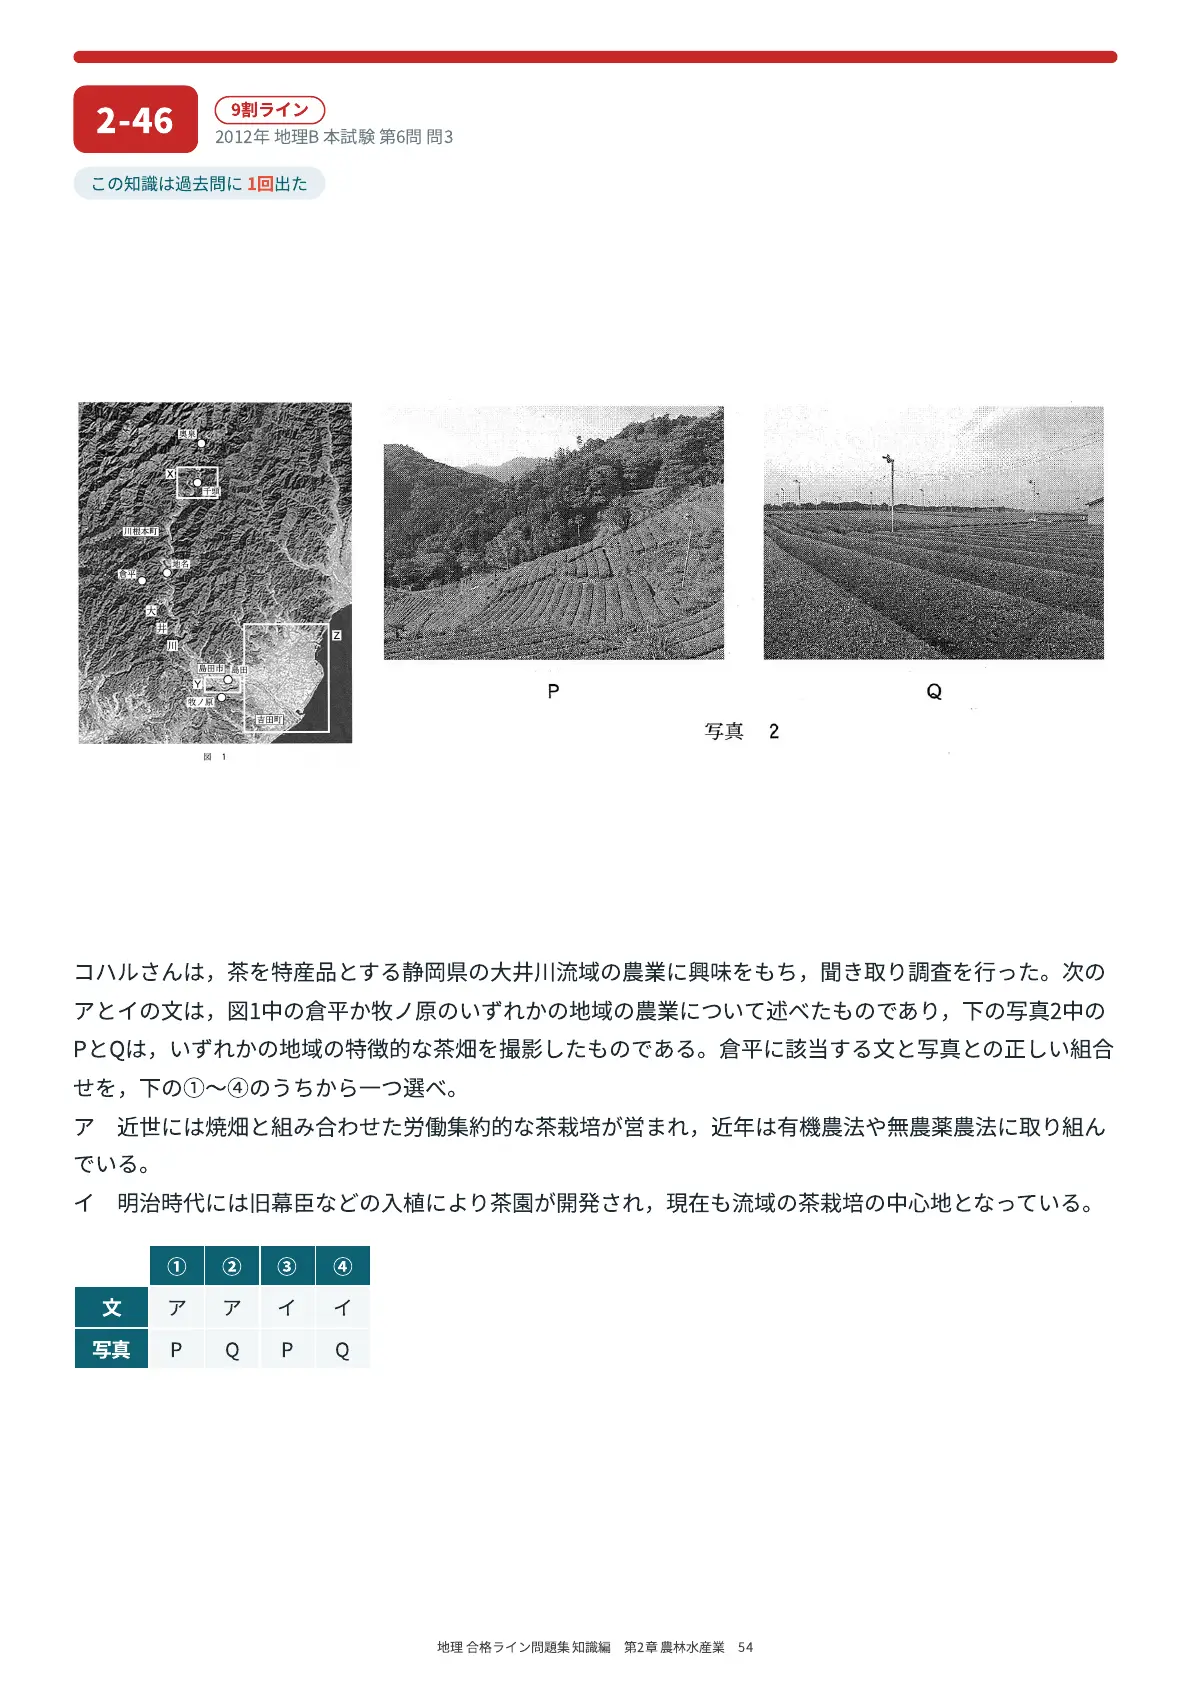 2-46
9割ライン
2012年 地理B 本試験 第6問 問3
この知識は過去問に 1回出た
奥泉
X
千頭
川根本町
倉平
大
井
川
島田市
島田
Y
牧ノ原
Z
吉田町
図 1
P
Q
写真 2
コハルさんは，茶を特産品とする静岡県の大井川流域の農業に興味をもち，聞き取り調査を行った。次の
アとイの文は，図1中の倉平か牧ノ原のいずれかの地域の農業について述べたものであり，下の写真2中の
PとQは，いずれかの地域の特徴的な茶畑を撮影したものである。倉平に該当する文と写真との正しい組合
せを，下の①～④のうちから一つ選べ。
ア　近世には焼畑と組み合わせた労働集約的な茶栽培が営まれ，近年は有機農法や無農薬農法に取り組ん
でいる。
イ　明治時代には旧幕臣などの入植により茶園が開発され，現在も流域の茶栽培の中心地となっている。
① ② ③ ④
文 ア ア イ イ
写真 P Q P Q
地理 合格ライン問題集 知識編　第2章 農林水産業　54